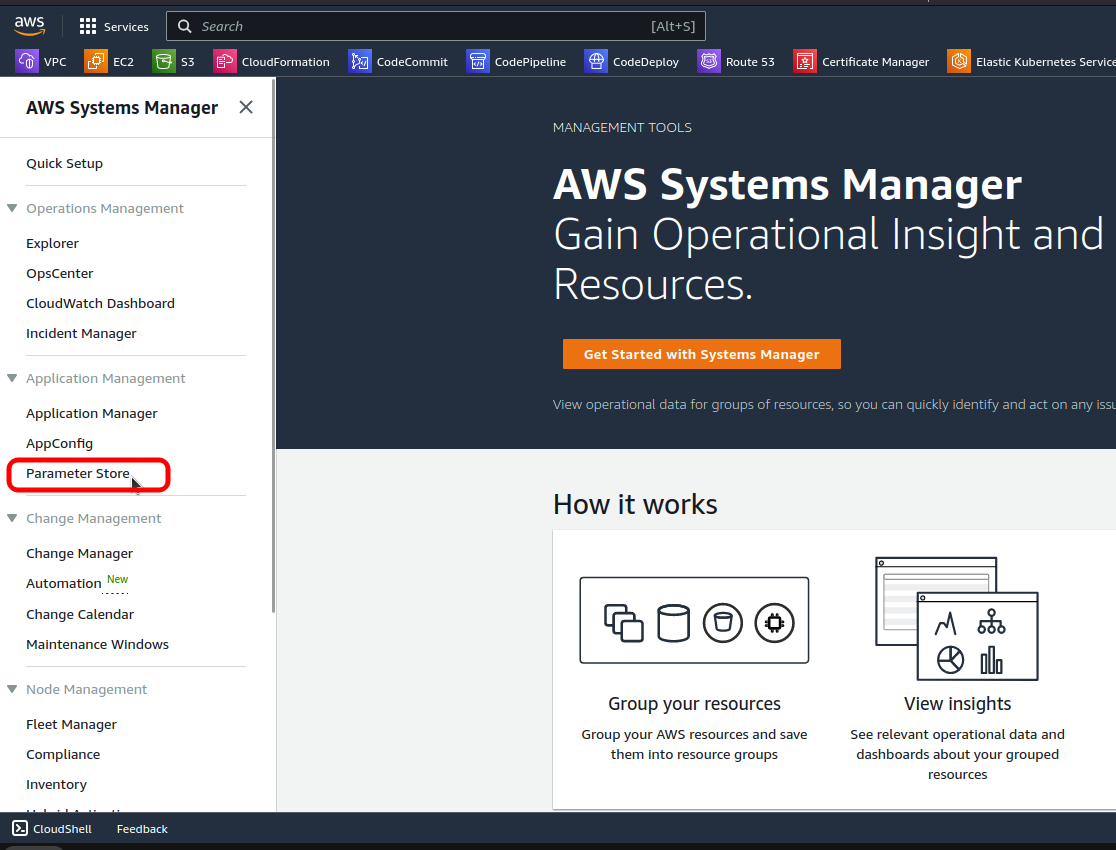 aws
Services
Search
[Alt+S]
VPC
EC2
S3
CloudFormation
CodeCommit
CodePipeline
CodeDeploy
Route 53
Certificate Manager
Elastic Kubernetes Service
AWS Systems Manager
Quick Setup
Operations Management
Explorer
OpsCenter
CloudWatch Dashboard
Incident Manager
Application Management
Application Manager
AppConfig
Parameter Store
Change Management
Change Manager
Automation New
Change Calendar
Maintenance Windows
Node Management
Fleet Manager
Compliance
Inventory
MANAGEMENT TOOLS
AWS Systems Manager
Gain Operational Insight and
Resources.
Get Started with Systems Manager
View operational data for groups of resources, so you can quickly identify and act on any issu
How it works
Group your resources
Group your AWS resources and save
them into resource groups
View insights
See relevant operational data and
dashboards about your grouped
resources
CloudShell
Feedback